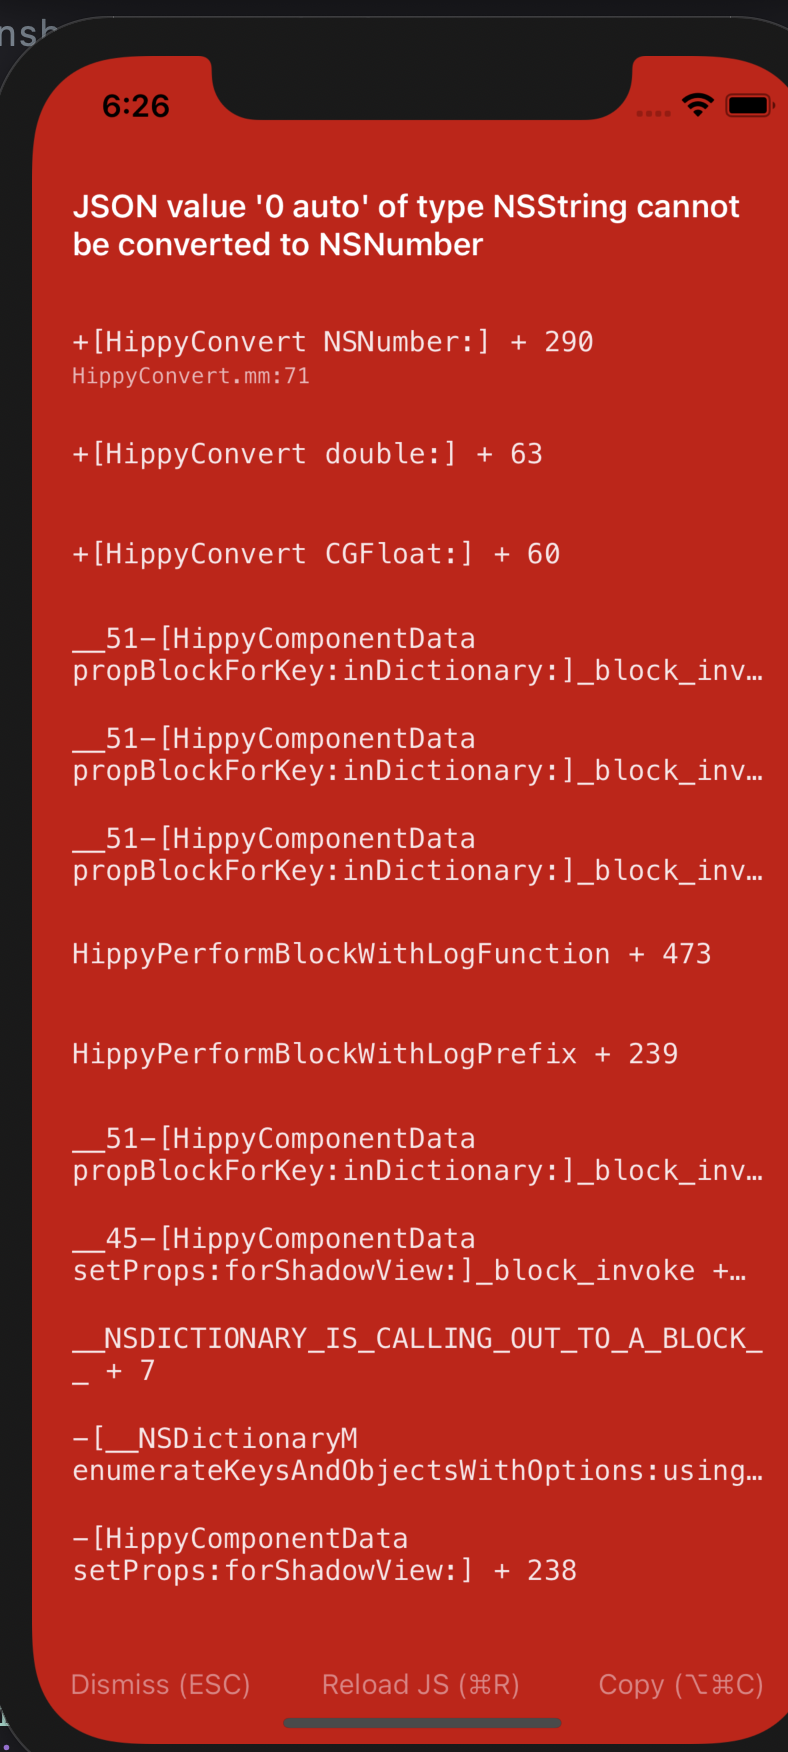 nsh
6:26
JSON value '0 auto' of type NSString cannot
be converted to NSNumber
+[HippyConvert NSNumber:] + 290
HippyConvert.mm:71
+[HippyConvert double:] + 63
+[HippyConvert CGFloat:] + 60
__51-[HippyComponentData
propBlockForKey:inDictionary:]_block_inv…
__51-[HippyComponentData
propBlockForKey:inDictionary:]_block_inv…
__51-[HippyComponentData
propBlockForKey:inDictionary:]_block_inv…
HippyPerformBlockWithLogFunction + 473
HippyPerformBlockWithLogPrefix + 239
__51-[HippyComponentData
propBlockForKey:inDictionary:]_block_inv…
__45-[HippyComponentData
setProps:forShadowView:]_block_invoke +…
__NSDICTIONARY_IS_CALLING_OUT_TO_A_BLOCK_
_ + 7
-[__NSDictionaryM
enumerateKeysAndObjectsWithOptions:using…
-[HippyComponentData
setProps:forShadowView:] + 238
Dismiss (ESC) Reload JS (⌘R) Copy (⌥⌘C)